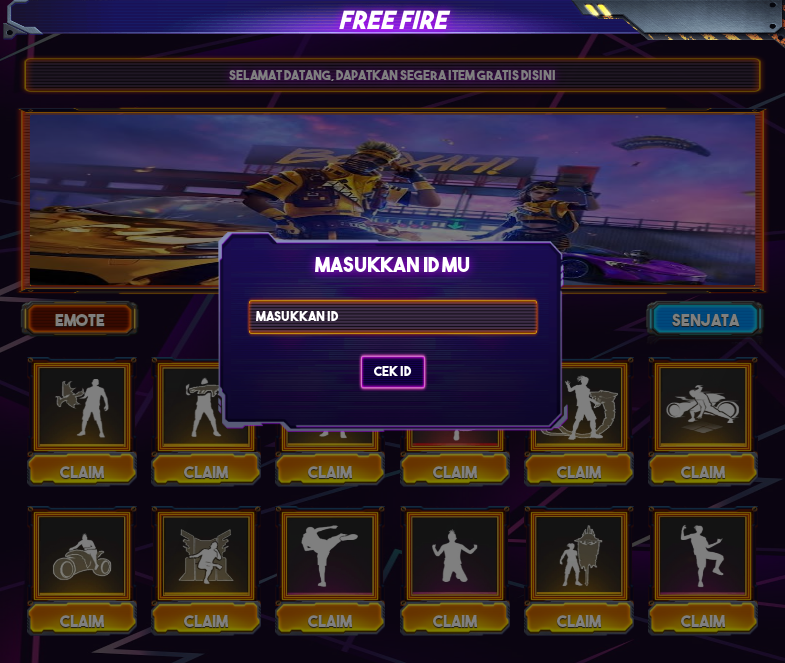 FREE FIRE
SELAMAT DATANG, DAPATKAN SEGERA ITEM GRATIS DISINI
BOOYAH!
MASUKKAN ID MU
MASUKKAN ID
CEK ID
EMOTE
SENJATA
CLAIM CLAIM CLAIM CLAIM CLAIM CLAIM
CLAIM CLAIM CLAIM CLAIM CLAIM CLAIM